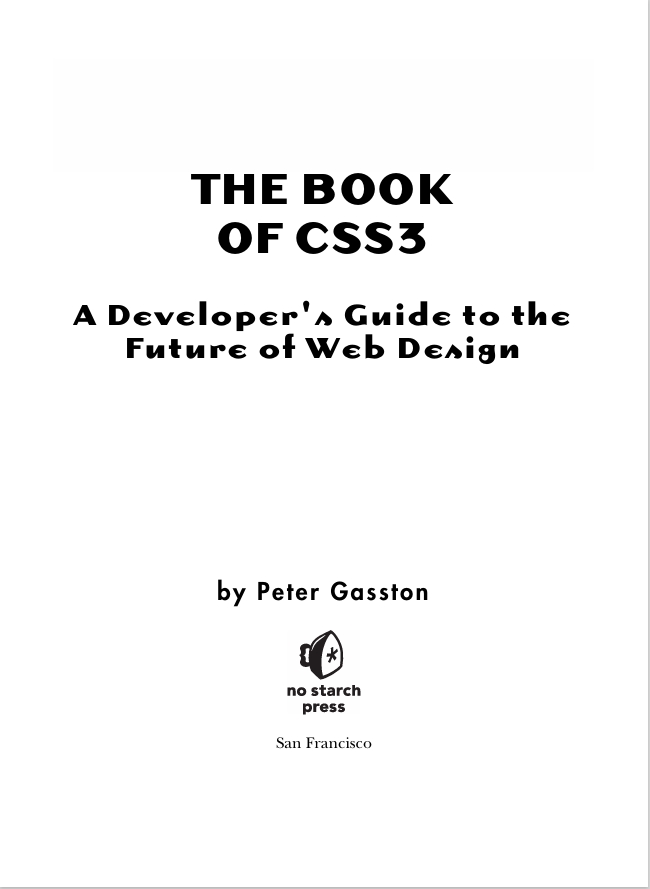 THE BOOK
OF CSS3
A Developer's Guide to the
Future of Web Design
by Peter Gasston
no starch
press
San Francisco